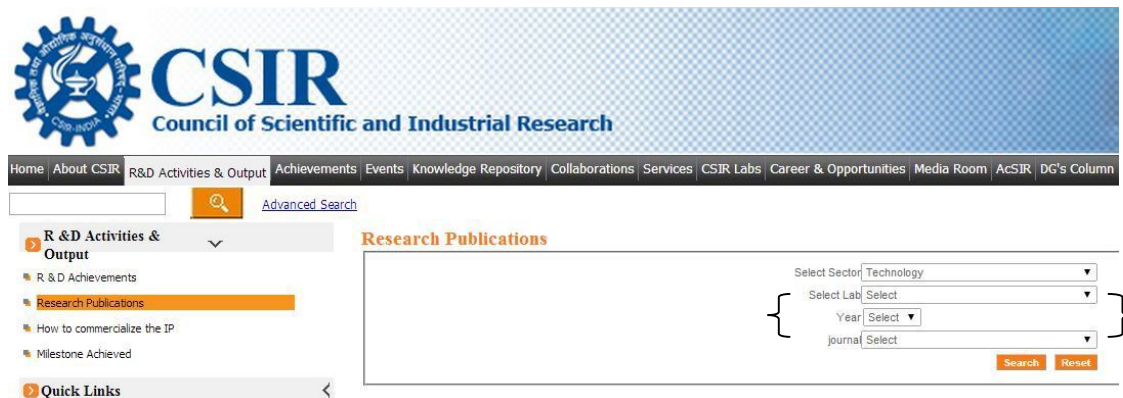 CSIR
Council of Scientific and Industrial Research
CSIR-INDIA
Home About CSIR R&D Activities & Output Achievements Events Knowledge Repository Collaborations Services CSIR Labs Career & Opportunities Media Room AcSIR DG's Column
Advanced Search
R &D Activities &
Output
R & D Achievements
Research Publications
How to commercialize the IP
Milestone Achieved
Quick Links
Research Publications
Select Sector Technology
Select Lab Select
Year Select
journal Select
Search Reset